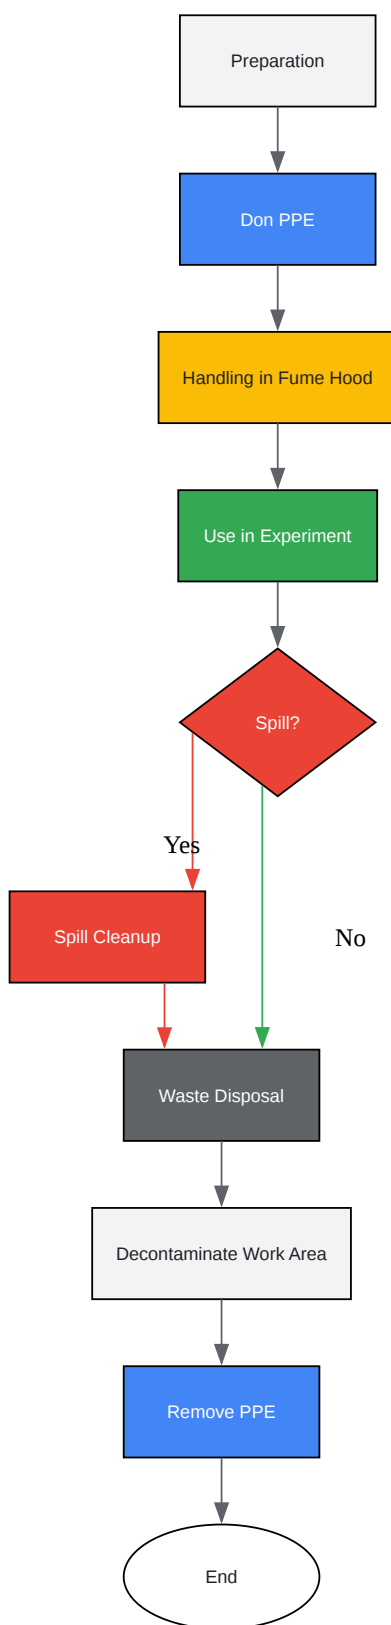 Preparation
Don PPE
Handling in Fume Hood
Use in Experiment
Spill?
Yes
Spill Cleanup
No
Waste Disposal
Decontaminate Work Area
Remove PPE
End